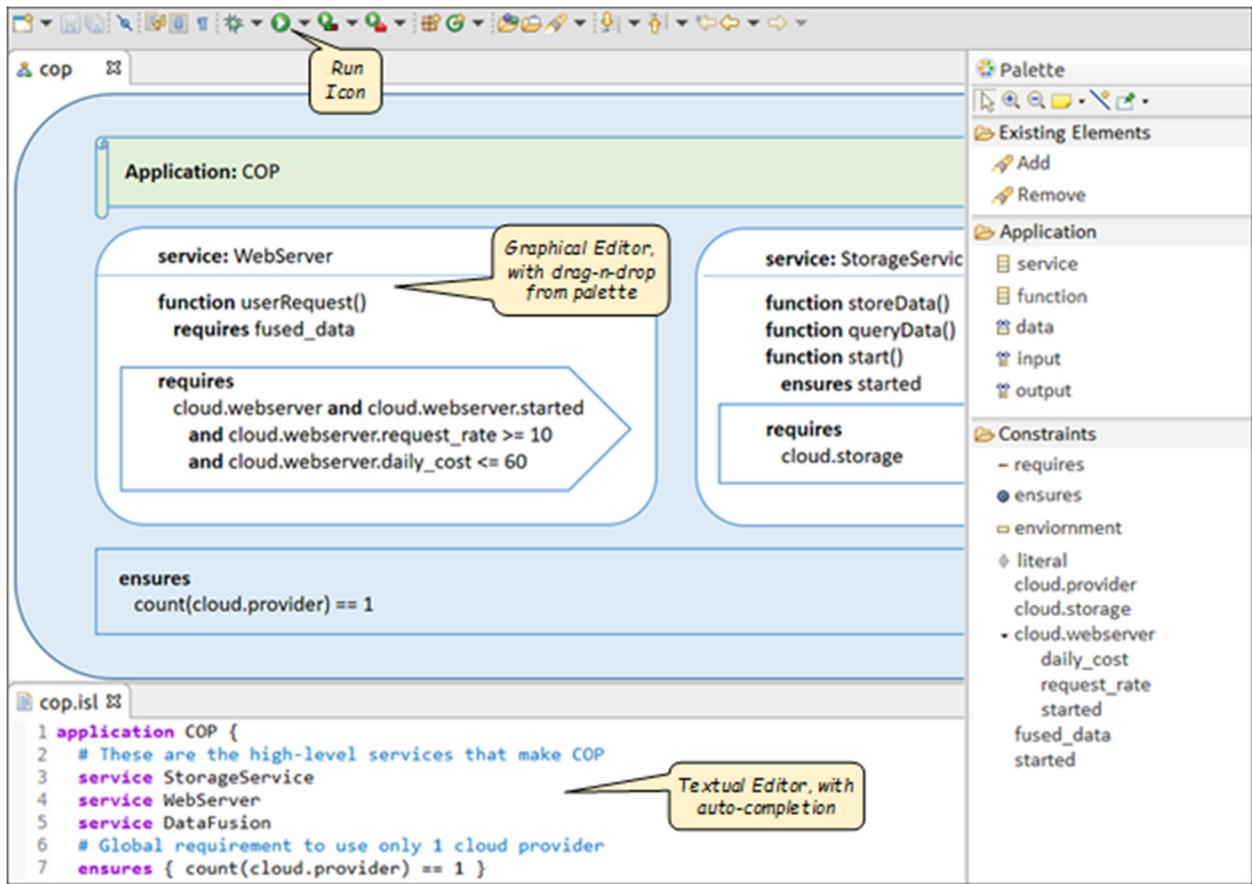 cop
Run
Icon
Application: COP
service: WebServer
function userRequest()
requires fused_data
requires
cloud.webserver and cloud.webserver.started
and cloud.webserver.request_rate >= 10
and cloud.webserver.daily_cost <= 60
Graphical Editor,
with drag-n-drop
from palette
service: StorageServic
function storeData()
function queryData()
function start()
ensures started
requires
cloud.storage
ensures
count(cloud.provider) == 1
Palette
Existing Elements
Add
Remove
Application
service
function
data
input
output
Constraints
requires
ensures
enviornment
literal
cloud.provider
cloud.storage
cloud.webserver
daily_cost
request_rate
started
fused_data
started
cop.isl
1 application COP {
2 # These are the high-level services that make COP
3 service StorageService
4 service WebServer
5 service DataFusion
6 # Global requirement to use only 1 cloud provider
7 ensures { count(cloud.provider) == 1 }
Textual Editor, with
auto-completion